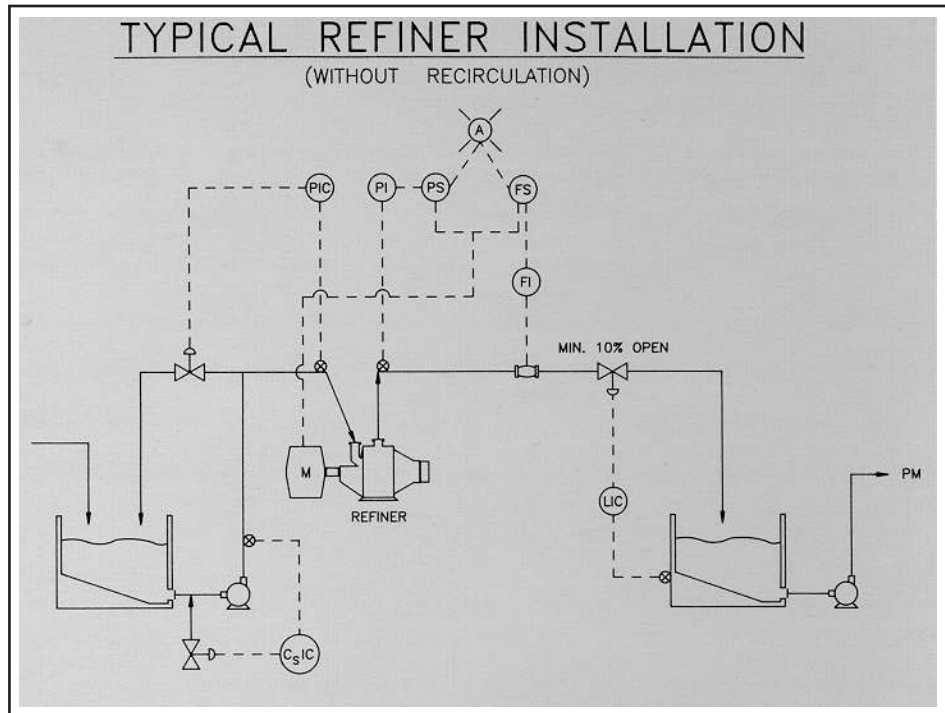 TYPICAL REFINER INSTALLATION
(WITHOUT RECIRCULATION)
A
PIC
PI
PS
FS
FI
MIN. 10% OPEN
M
REFINER
LIC
PM
CSIC